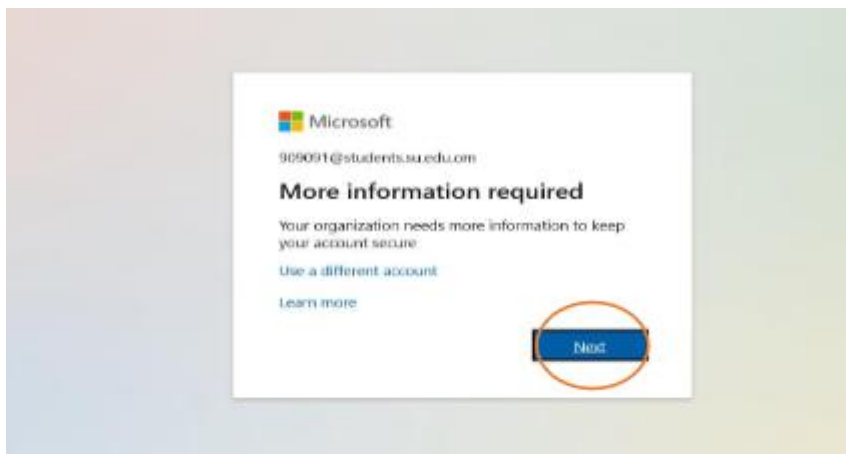 Microsoft
909091@students.su.edu.om
More information required
Your organization needs more information to keep
your account secure
Use a different account
Learn more
Next